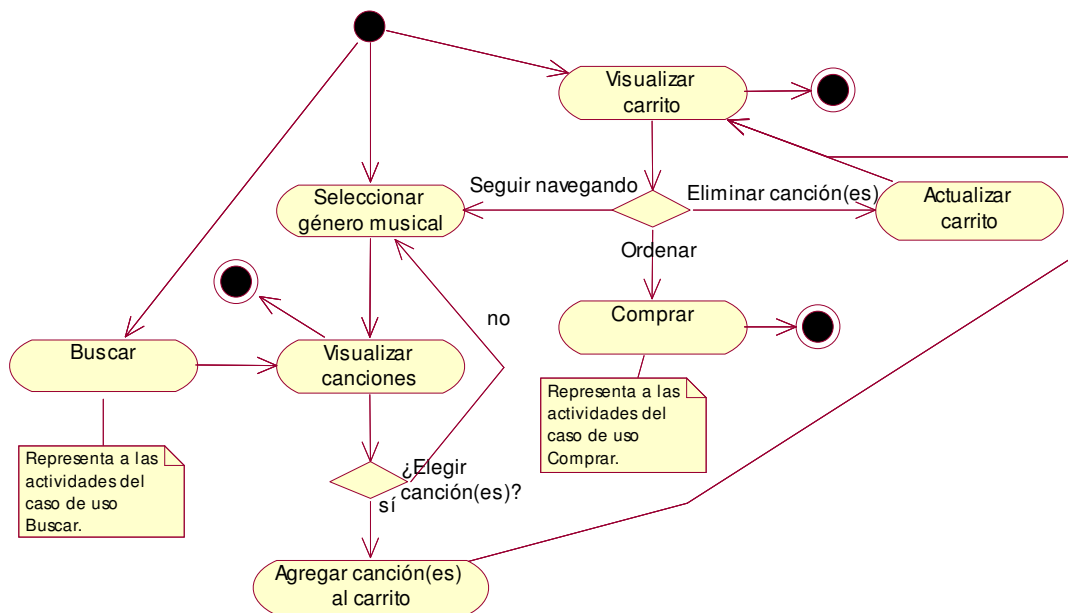 Visualizar
carrito
Seleccionar
género musical
Seguir navegando
Eliminar canción(es)
Actualizar
carrito
Ordenar
no
Buscar
Visualizar
canciones
Comprar
Representa a las
actividades del
caso de uso
Comprar.
Representa a las
actividades del
caso de uso
Buscar.
¿Elegir
canción(es)?
sí
Agregar canción(es)
al carrito